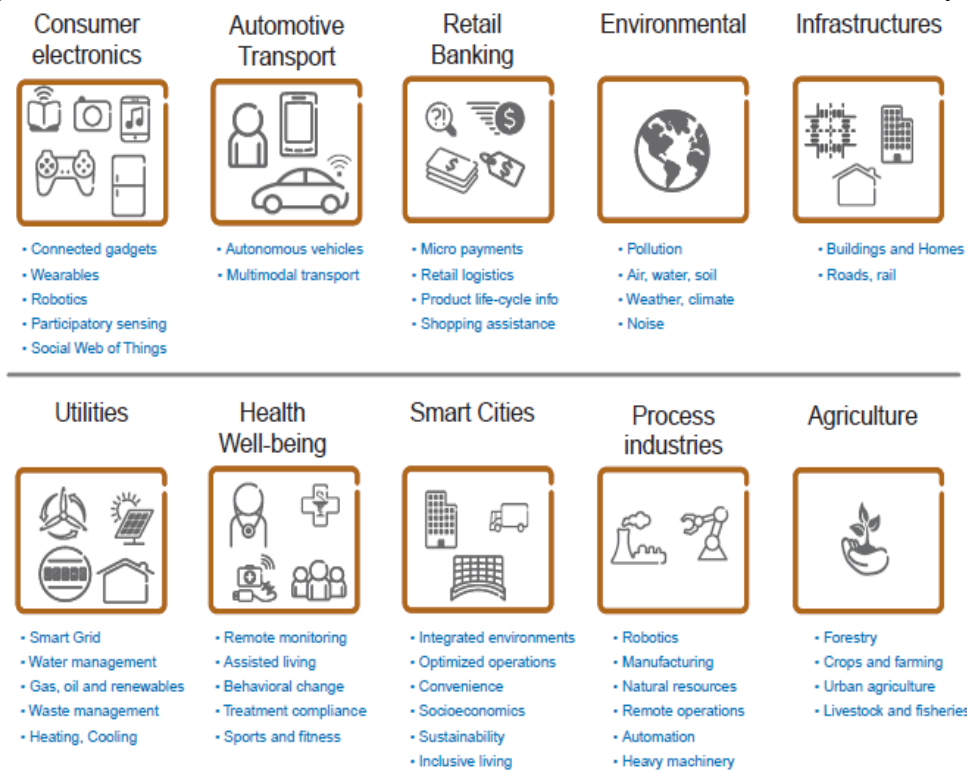 Consumer
electronics
Automotive
Transport
Retail
Banking
Environmental
Infrastructures
?!
$
$
$
• Connected gadgets
• Wearables
• Robotics
• Participatory sensing
• Social Web of Things
• Autonomous vehicles
• Multimodal transport
• Micro payments
• Retail logistics
• Product life-cycle info
• Shopping assistance
• Pollution
• Air, water, soil
• Weather, climate
• Noise
• Buildings and Homes
• Roads, rail
Utilities
Health
Well-being
Smart Cities
Process
industries
Agriculture
• Smart Grid
• Water management
• Gas, oil and renewables
• Waste management
• Heating, Cooling
• Remote monitoring
• Assisted living
• Behavioral change
• Treatment compliance
• Sports and fitness
• Integrated environments
• Optimized operations
• Convenience
• Socioeconomics
• Sustainability
• Inclusive living
• Robotics
• Manufacturing
• Natural resources
• Remote operations
• Automation
• Heavy machinery
• Forestry
• Crops and farming
• Urban agriculture
• Livestock and fisheries